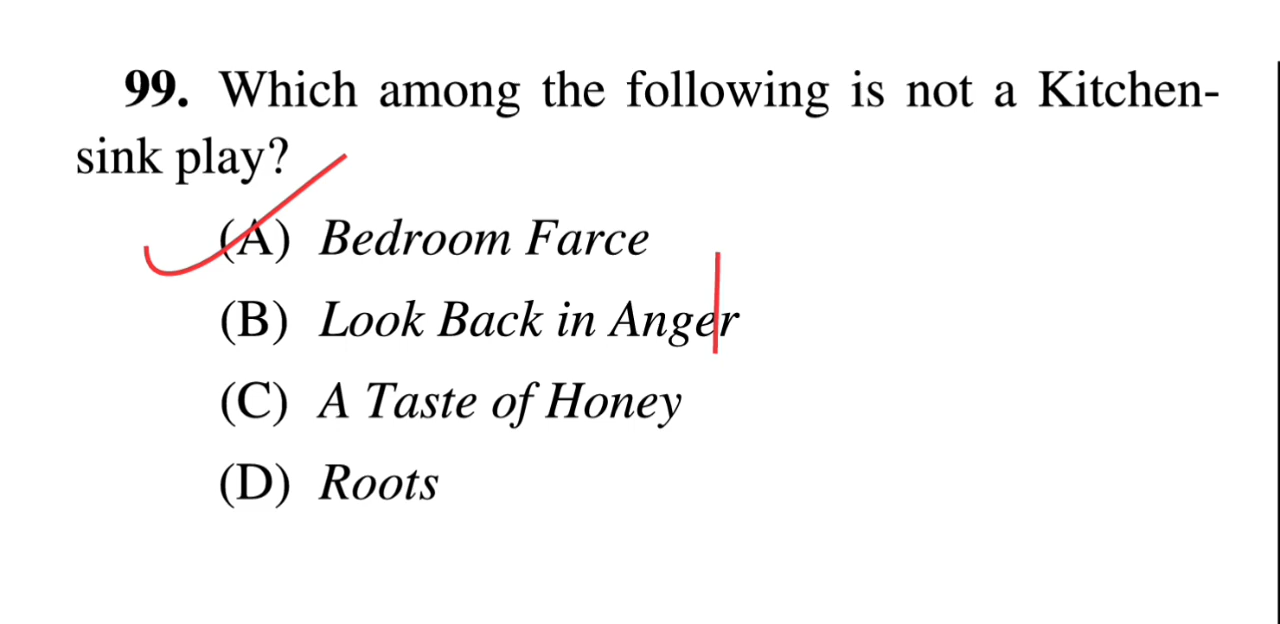 99. Which among the following is not a Kitchen-
sink play?
(A) Bedroom Farce
(B) Look Back in Anger
(C) A Taste of Honey
(D) Roots